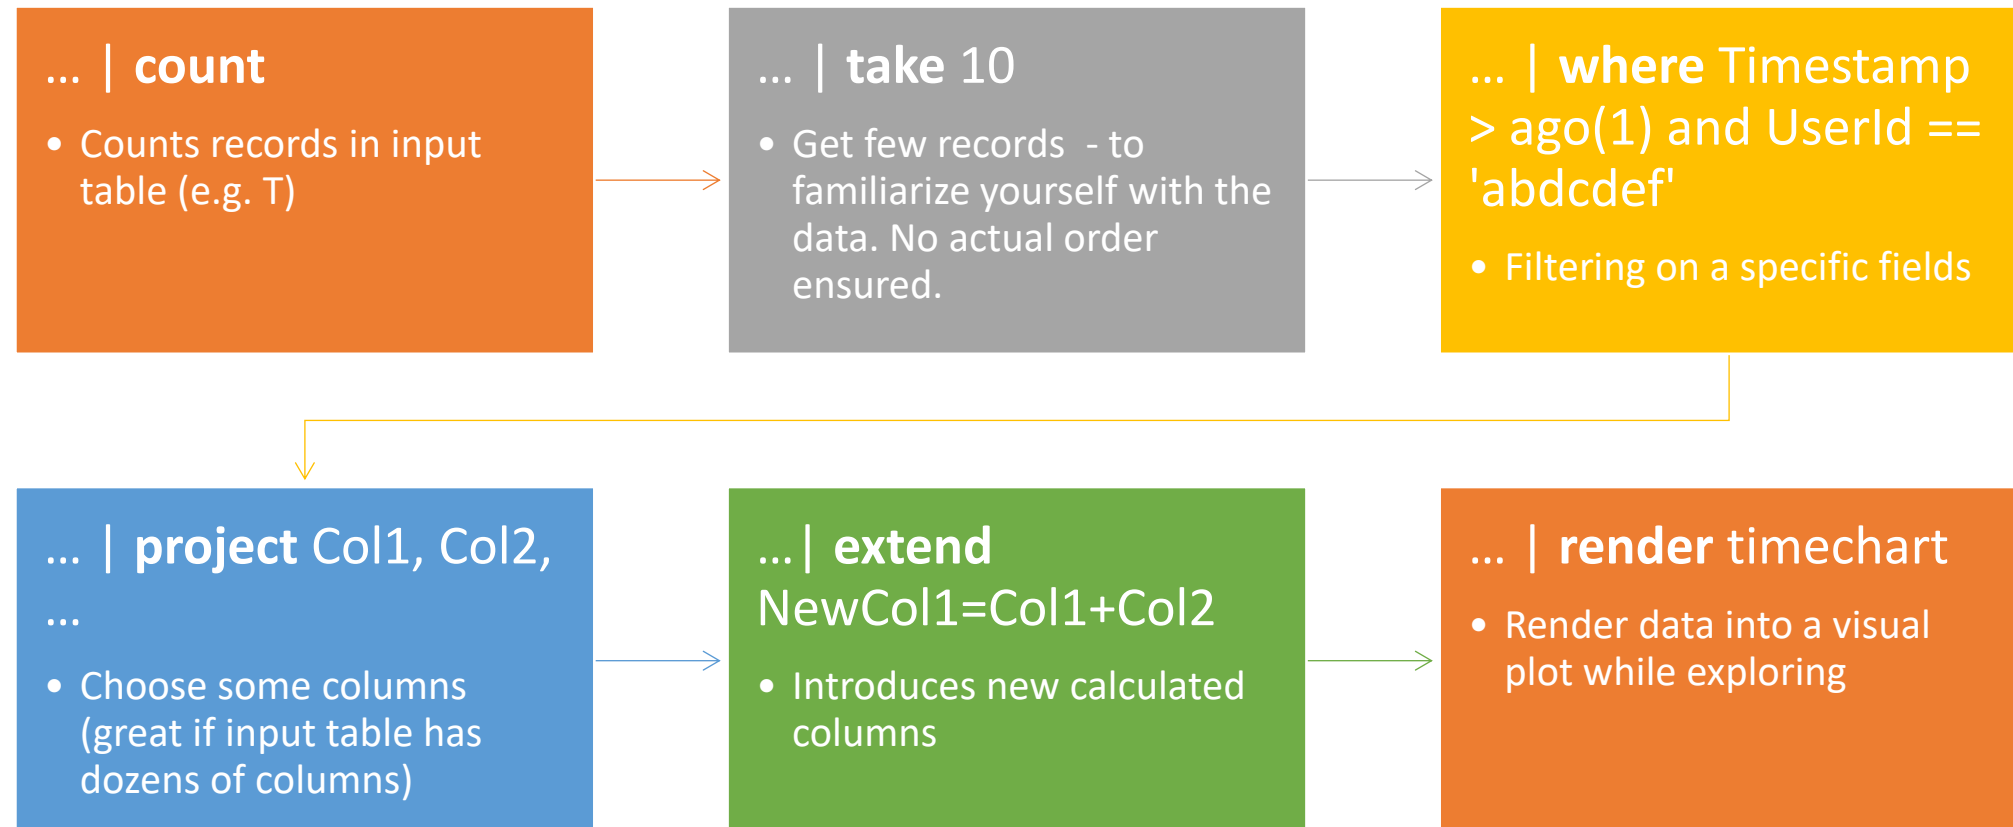 ... | count
• Counts records in input
table (e.g. T)
... | take 10
• Get few records  - to
familiarize yourself with the
data. No actual order
ensured.
... | where Timestamp
> ago(1) and UserId ==
'abdcdef'
• Filtering on a specific fields
... | project Col1, Col2,
...
• Choose some columns
(great if input table has
dozens of columns)
...| extend
NewCol1=Col1+Col2
• Introduces new calculated
columns
... | render timechart
• Render data into a visual
plot while exploring